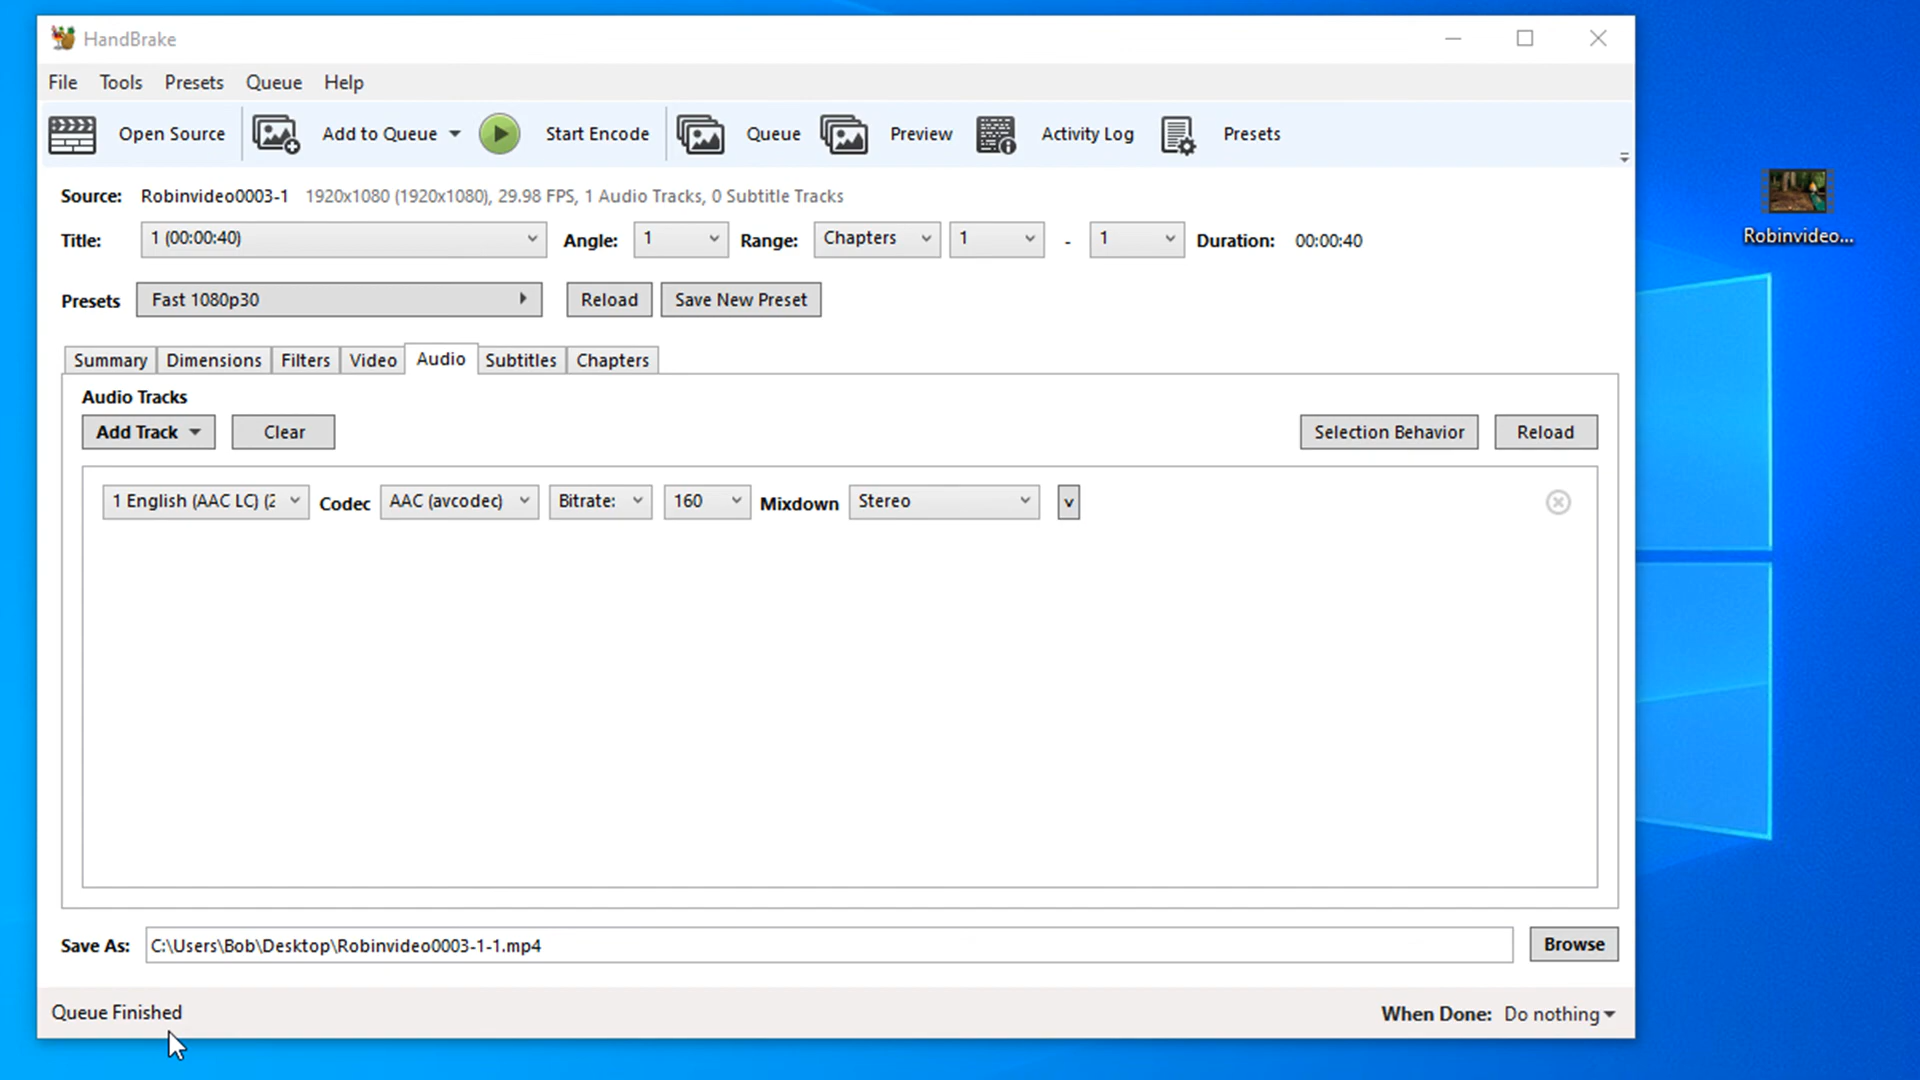 HandBrake
File Tools Presets Queue Help
Open Source Add to Queue Start Encode Queue Preview Activity Log Presets
Source: Robinvideo0003-1 1920x1080 (1920x1080), 29.98 FPS, 1 Audio Tracks, 0 Subtitle Tracks
Title: 1 (00:00:40) Angle: 1 Range: Chapters 1 - 1 Duration: 00:00:40
Presets Fast 1080p30 Reload Save New Preset
Summary Dimensions Filters Video Audio Subtitles Chapters
Audio Tracks
Add Track Clear Selection Behavior Reload
1 English (AAC LC) (2 Codec AAC (avcodec) Bitrate: 160 Mixdown Stereo v
Save As: C:\Users\Bob\Desktop\Robinvideo0003-1-1.mp4 Browse
Queue Finished When Done: Do nothing
Robinvideo...